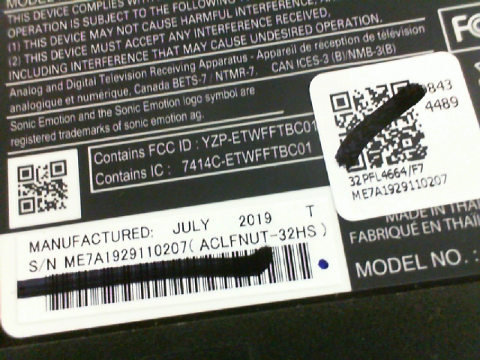 THIS DEVICE COMPLIES WITH
OPERATION IS SUBJECT TO THE FOLLOWING
(1) THIS DEVICE MAY NOT CAUSE HARMFUL INTERFERENCE,
(2) THIS DEVICE MUST ACCEPT ANY INTERFERENCE RECEIVED,
INCLUDING INTERFERENCE THAT MAY CAUSE UNDESIRED OPERATION.
Analog and Digital Television Receiving Apparatus - Appareil de réception de télévision
analogique et numérique, Canada BETS-7 / NTMR-7. CAN ICES-3 (B)/NMB-3(B)
Sonic Emotion and the Sonic Emotion logo symbol are
registered trademarks of sonic emotion ag.
Contains FCC ID : YZP-ETWFFTBC01
Contains IC : 7414C-ETWFFTBC01
9843
4489
32PFL4664/F7
ME7A1929110207
MADE IN THAI
FABRIQUÉ EN THAÏ
MODEL NO. :
MANUFACTURED: JULY 2019 T
S/N ME7A1929110207( ACLFNUT-32HS )